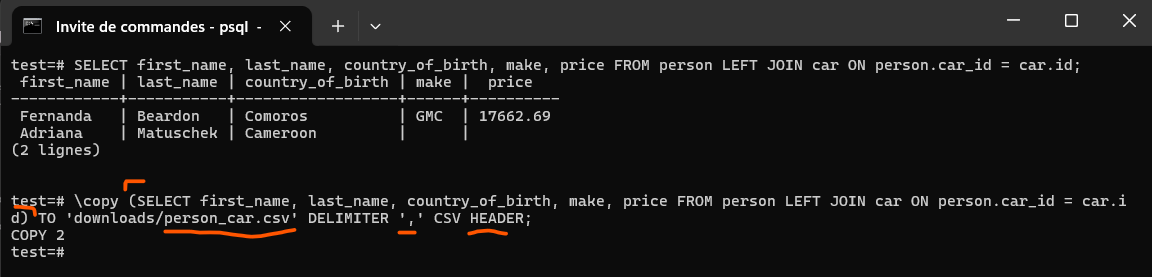 Invite de commandes - psql -
test=# SELECT first_name, last_name, country_of_birth, make, price FROM person LEFT JOIN car ON person.car_id = car.id;
 first_name | last_name | country_of_birth | make |  price
------------+-----------+------------------+------+----------
 Fernanda   | Beardon   | Comoros          | GMC  | 17662.69
 Adriana    | Matuschek | Cameroon         |      |
(2 lignes)
test=# \copy (SELECT first_name, last_name, country_of_birth, make, price FROM person LEFT JOIN car ON person.car_id = car.i
d) TO 'downloads/person_car.csv' DELIMITER ',' CSV HEADER;
COPY 2
test=#